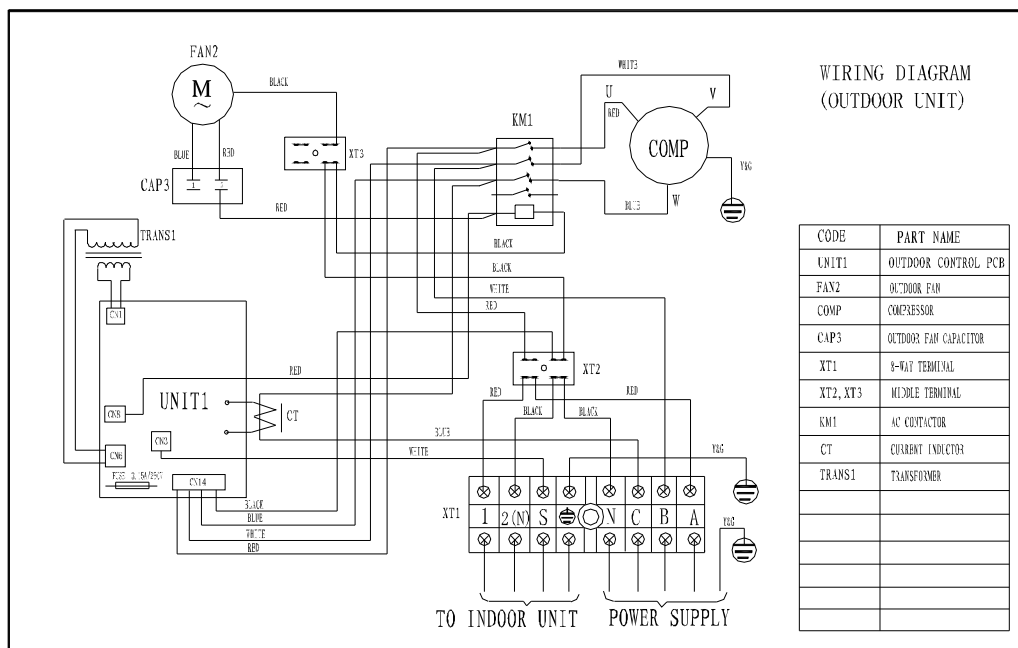 WIRING DIAGRAM
(OUTDOOR UNIT)
FAN2
M
~
BLACK
BLUE
RED
CAP3
1
XT3
KM1
WHITE
U
V
RED
COMP
W
BLUE
Y&G
RED
BLACK
BLACK
WHITE
RED
TRANS1
CN1
UNIT1
CN8
CN3
CN6
CN14
CT
RED
XT2
RED
BLACK
BLACK
RED
BLUE
WHITE
Y&G
BLACK
BLUE
WHITE
RED
XT1
1 2(N) S N C B A
Y&G
TO INDOOR UNIT
POWER SUPPLY
CODE PART NAME
UNIT1 OUTDOOR CONTROL PCB
FAN2 OUTDOOR FAN
COMP COMPRESSOR
CAP3 OUTDOOR FAN CAPACITOR
XT1 8-WAY TERMINAL
XT2, XT3 MIDDLE TERMINAL
KM1 AC CONTACTOR
CT CURRENT INDUCTOR
TRANS1 TRANSFORMER